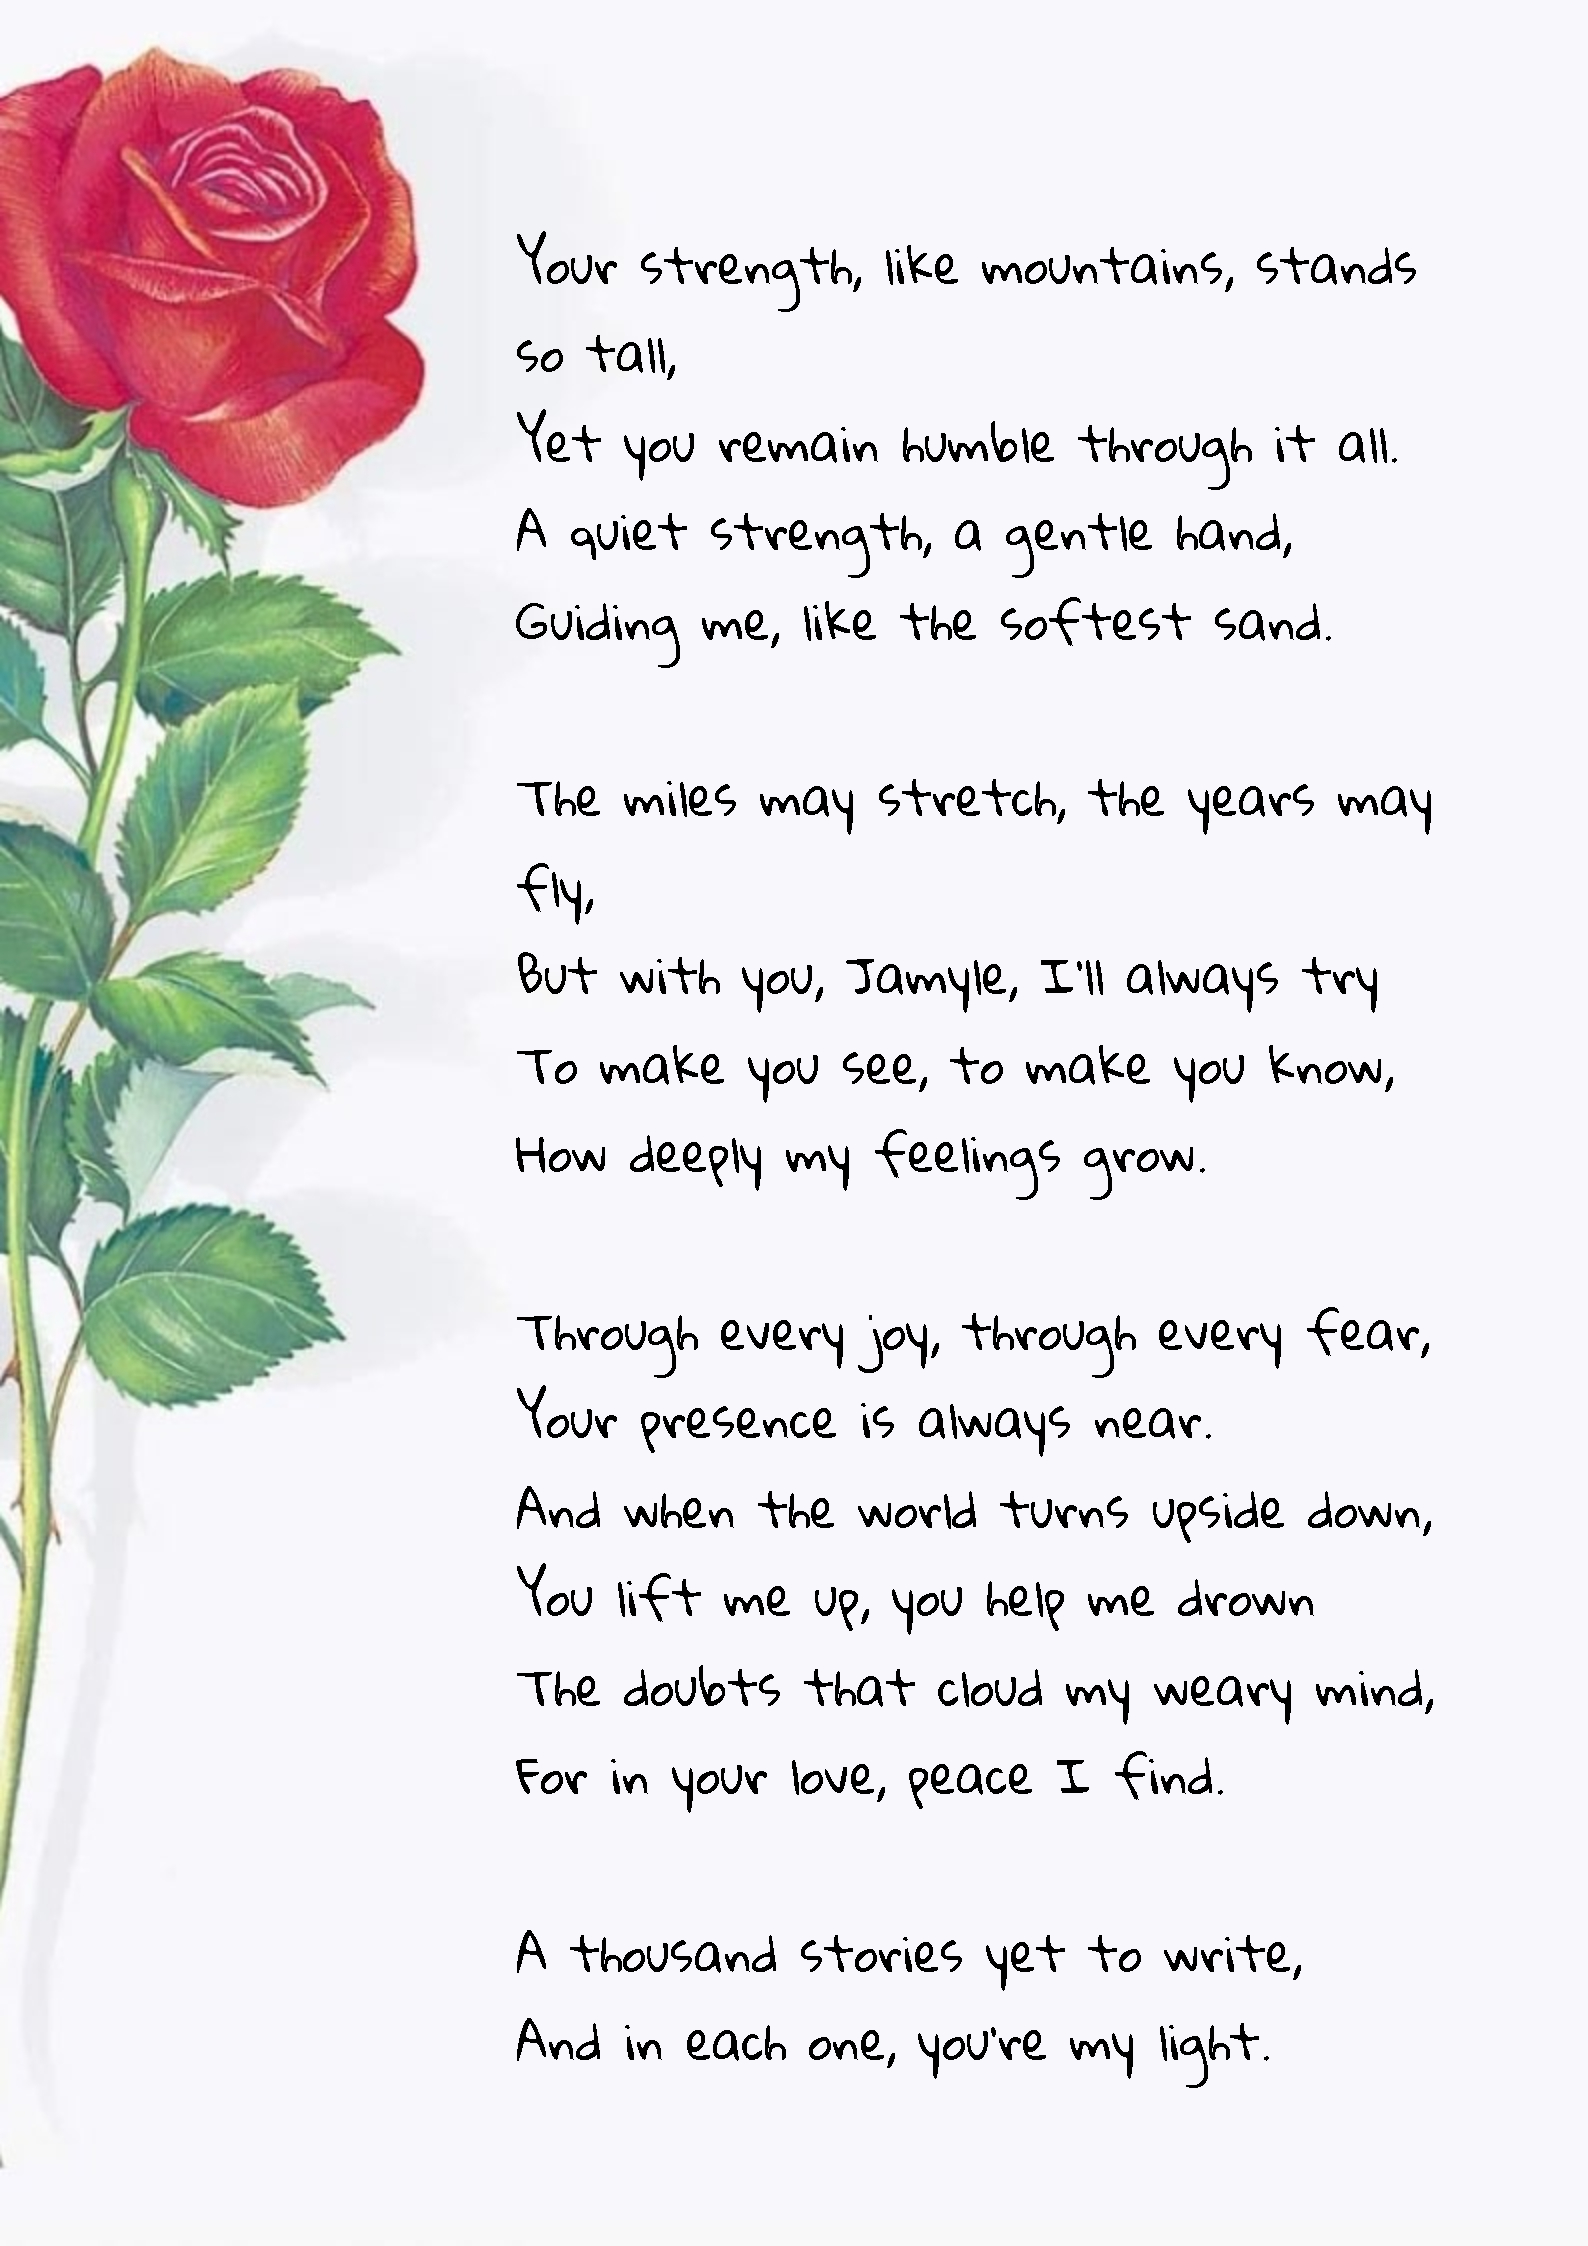 Your strength, like mountains, stands
so tall,
Yet you remain humble through it all.
A quiet strength, a gentle hand,
Guiding me, like the softest sand.
The miles may stretch, the years may
fly,
But with you, Jamyle, I'll always try
To make you see, to make you know,
How deeply my feelings grow.
Through every joy, through every fear,
Your presence is always near.
And when the world turns upside down,
You lift me up, you help me drown
The doubts that cloud my weary mind,
For in your love, peace I find.
A thousand stories yet to write,
And in each one, you're my light.